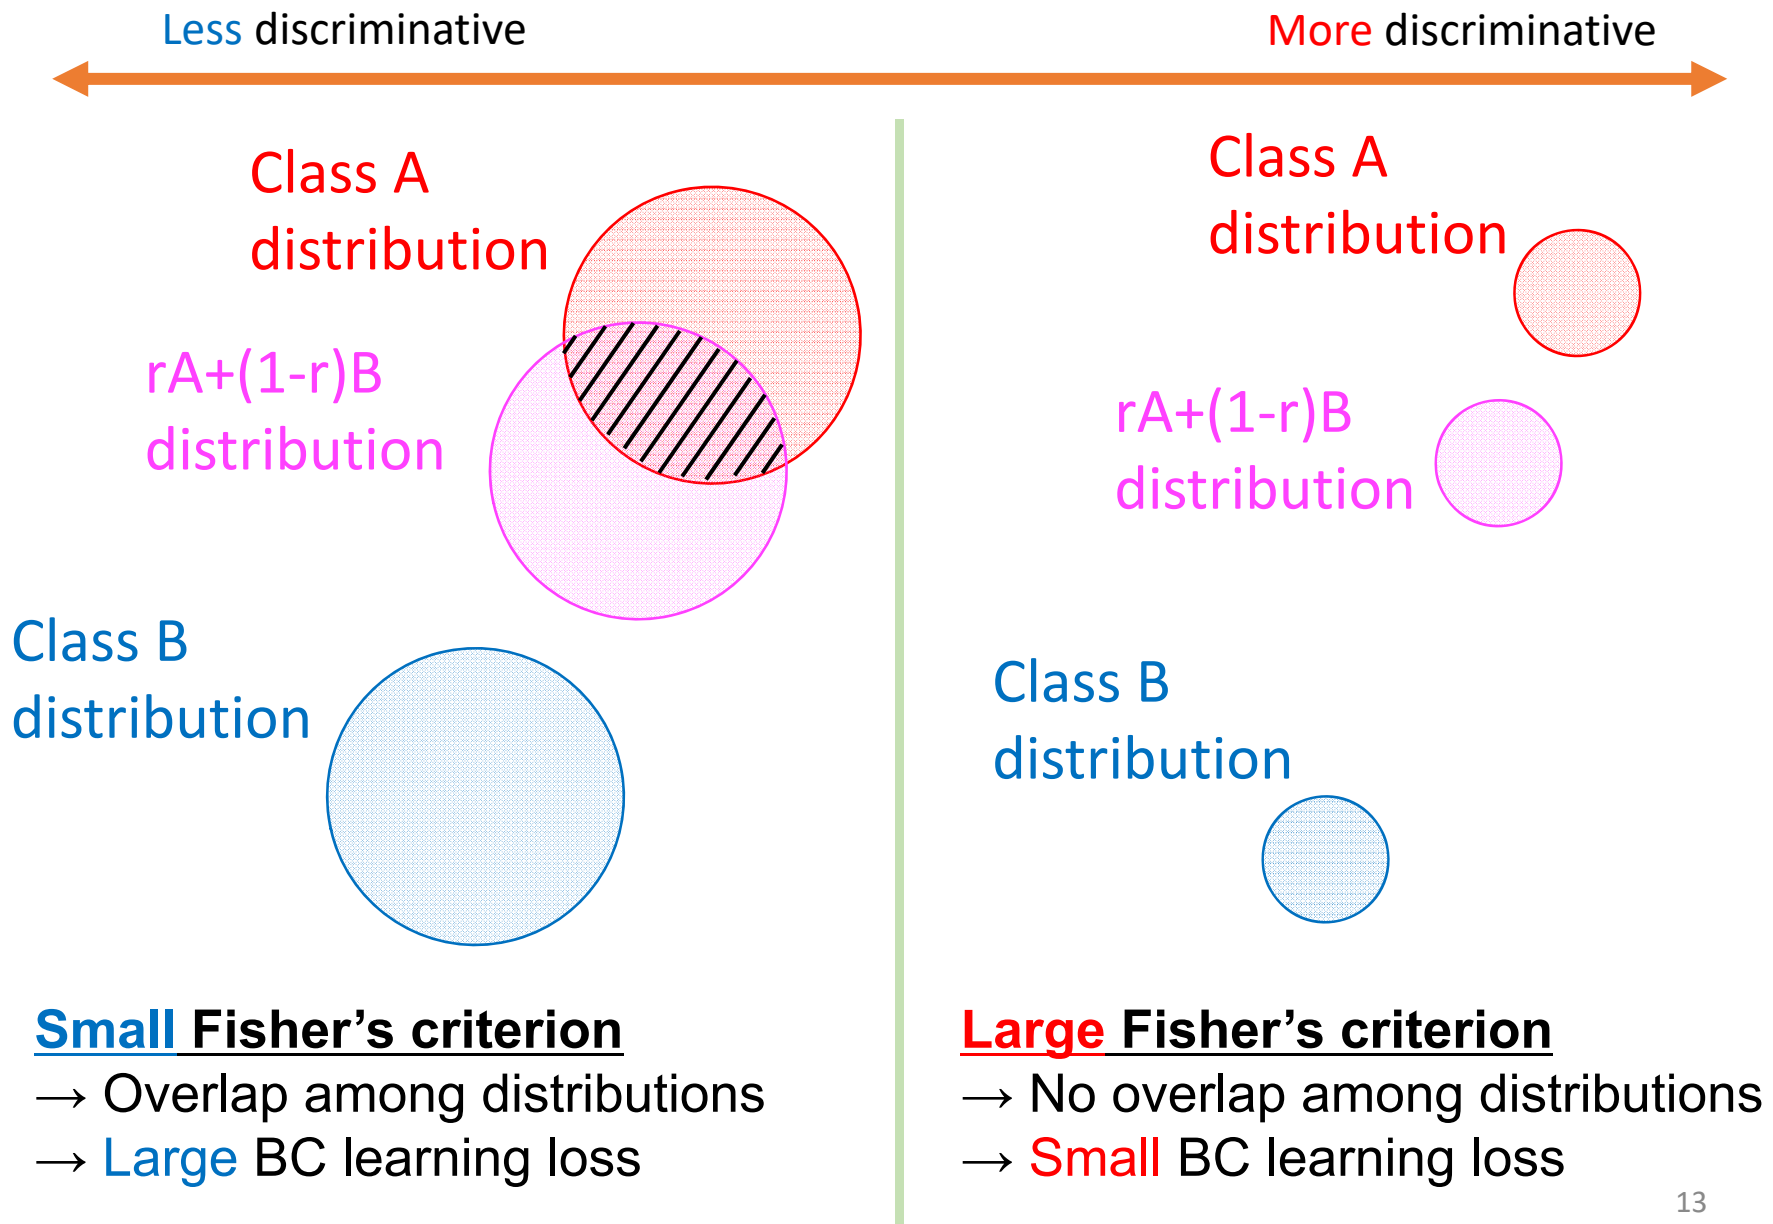 Less discriminative
More discriminative
Class A
distribution
rA+(1-r)B
distribution
Class B
distribution
Small Fisher’s criterion
→ Overlap among distributions
→ Large BC learning loss
Class A
distribution
rA+(1-r)B
distribution
Class B
distribution
Large Fisher’s criterion
→ No overlap among distributions
→ Small BC learning loss
13